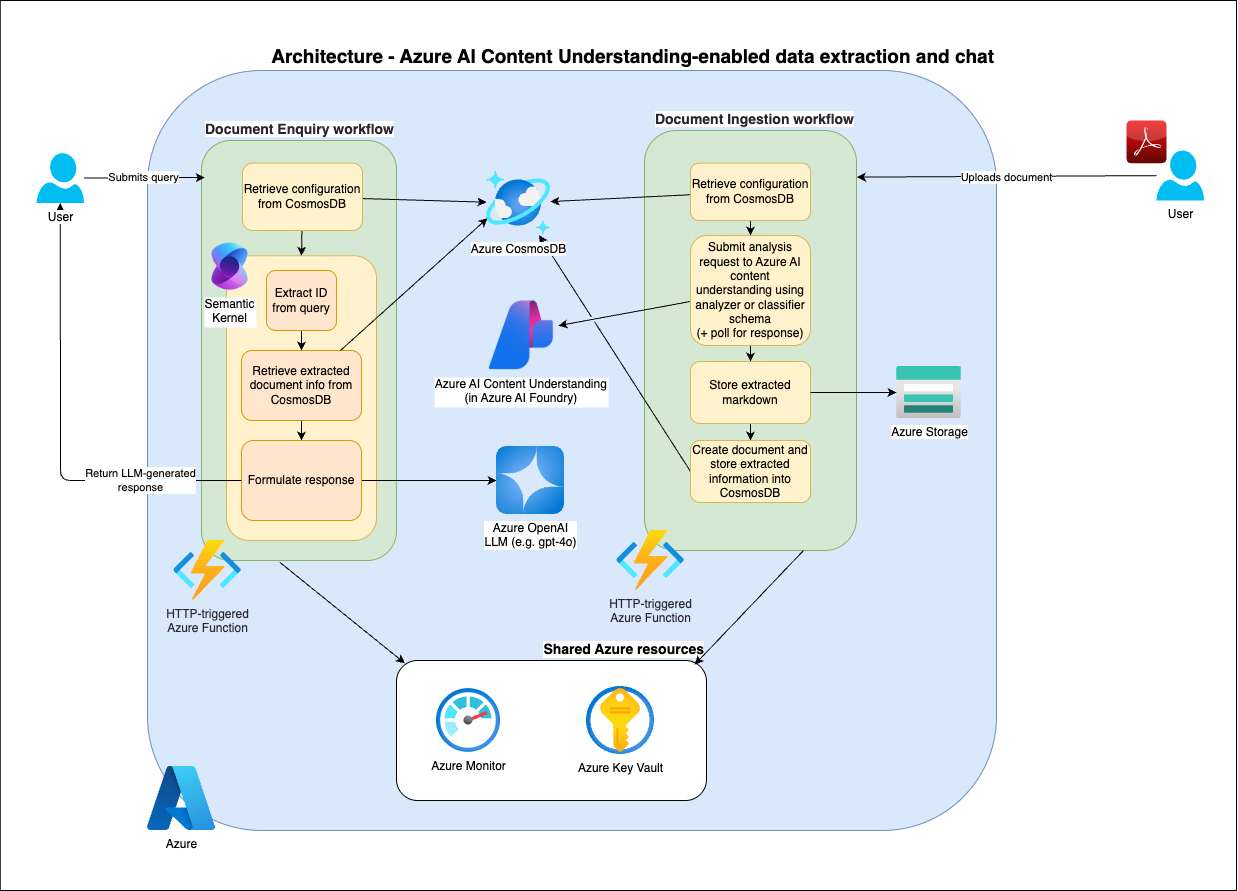 Architecture - Azure AI Content Understanding-enabled data extraction and chat
Document Enquiry workflow
Submits query
User
Retrieve configuration
from CosmosDB
Semantic
Kernel
Extract ID
from query
Retrieve extracted
document info from
CosmosDB
Formulate response
Return LLM-generated
response
HTTP-triggered
Azure Function
Azure CosmosDB
Azure AI Content Understanding
(in Azure AI Foundry)
Azure OpenAI
LLM (e.g. gpt-4o)
Document Ingestion workflow
Uploads document
User
Retrieve configuration
from CosmosDB
Submit analysis
request to Azure AI
content
understanding using
analyzer or classifier
schema
(+ poll for response)
Store extracted
markdown
Create document and
store extracted
information into
CosmosDB
Azure Storage
HTTP-triggered
Azure Function
Shared Azure resources
Azure Monitor
Azure Key Vault
Azure